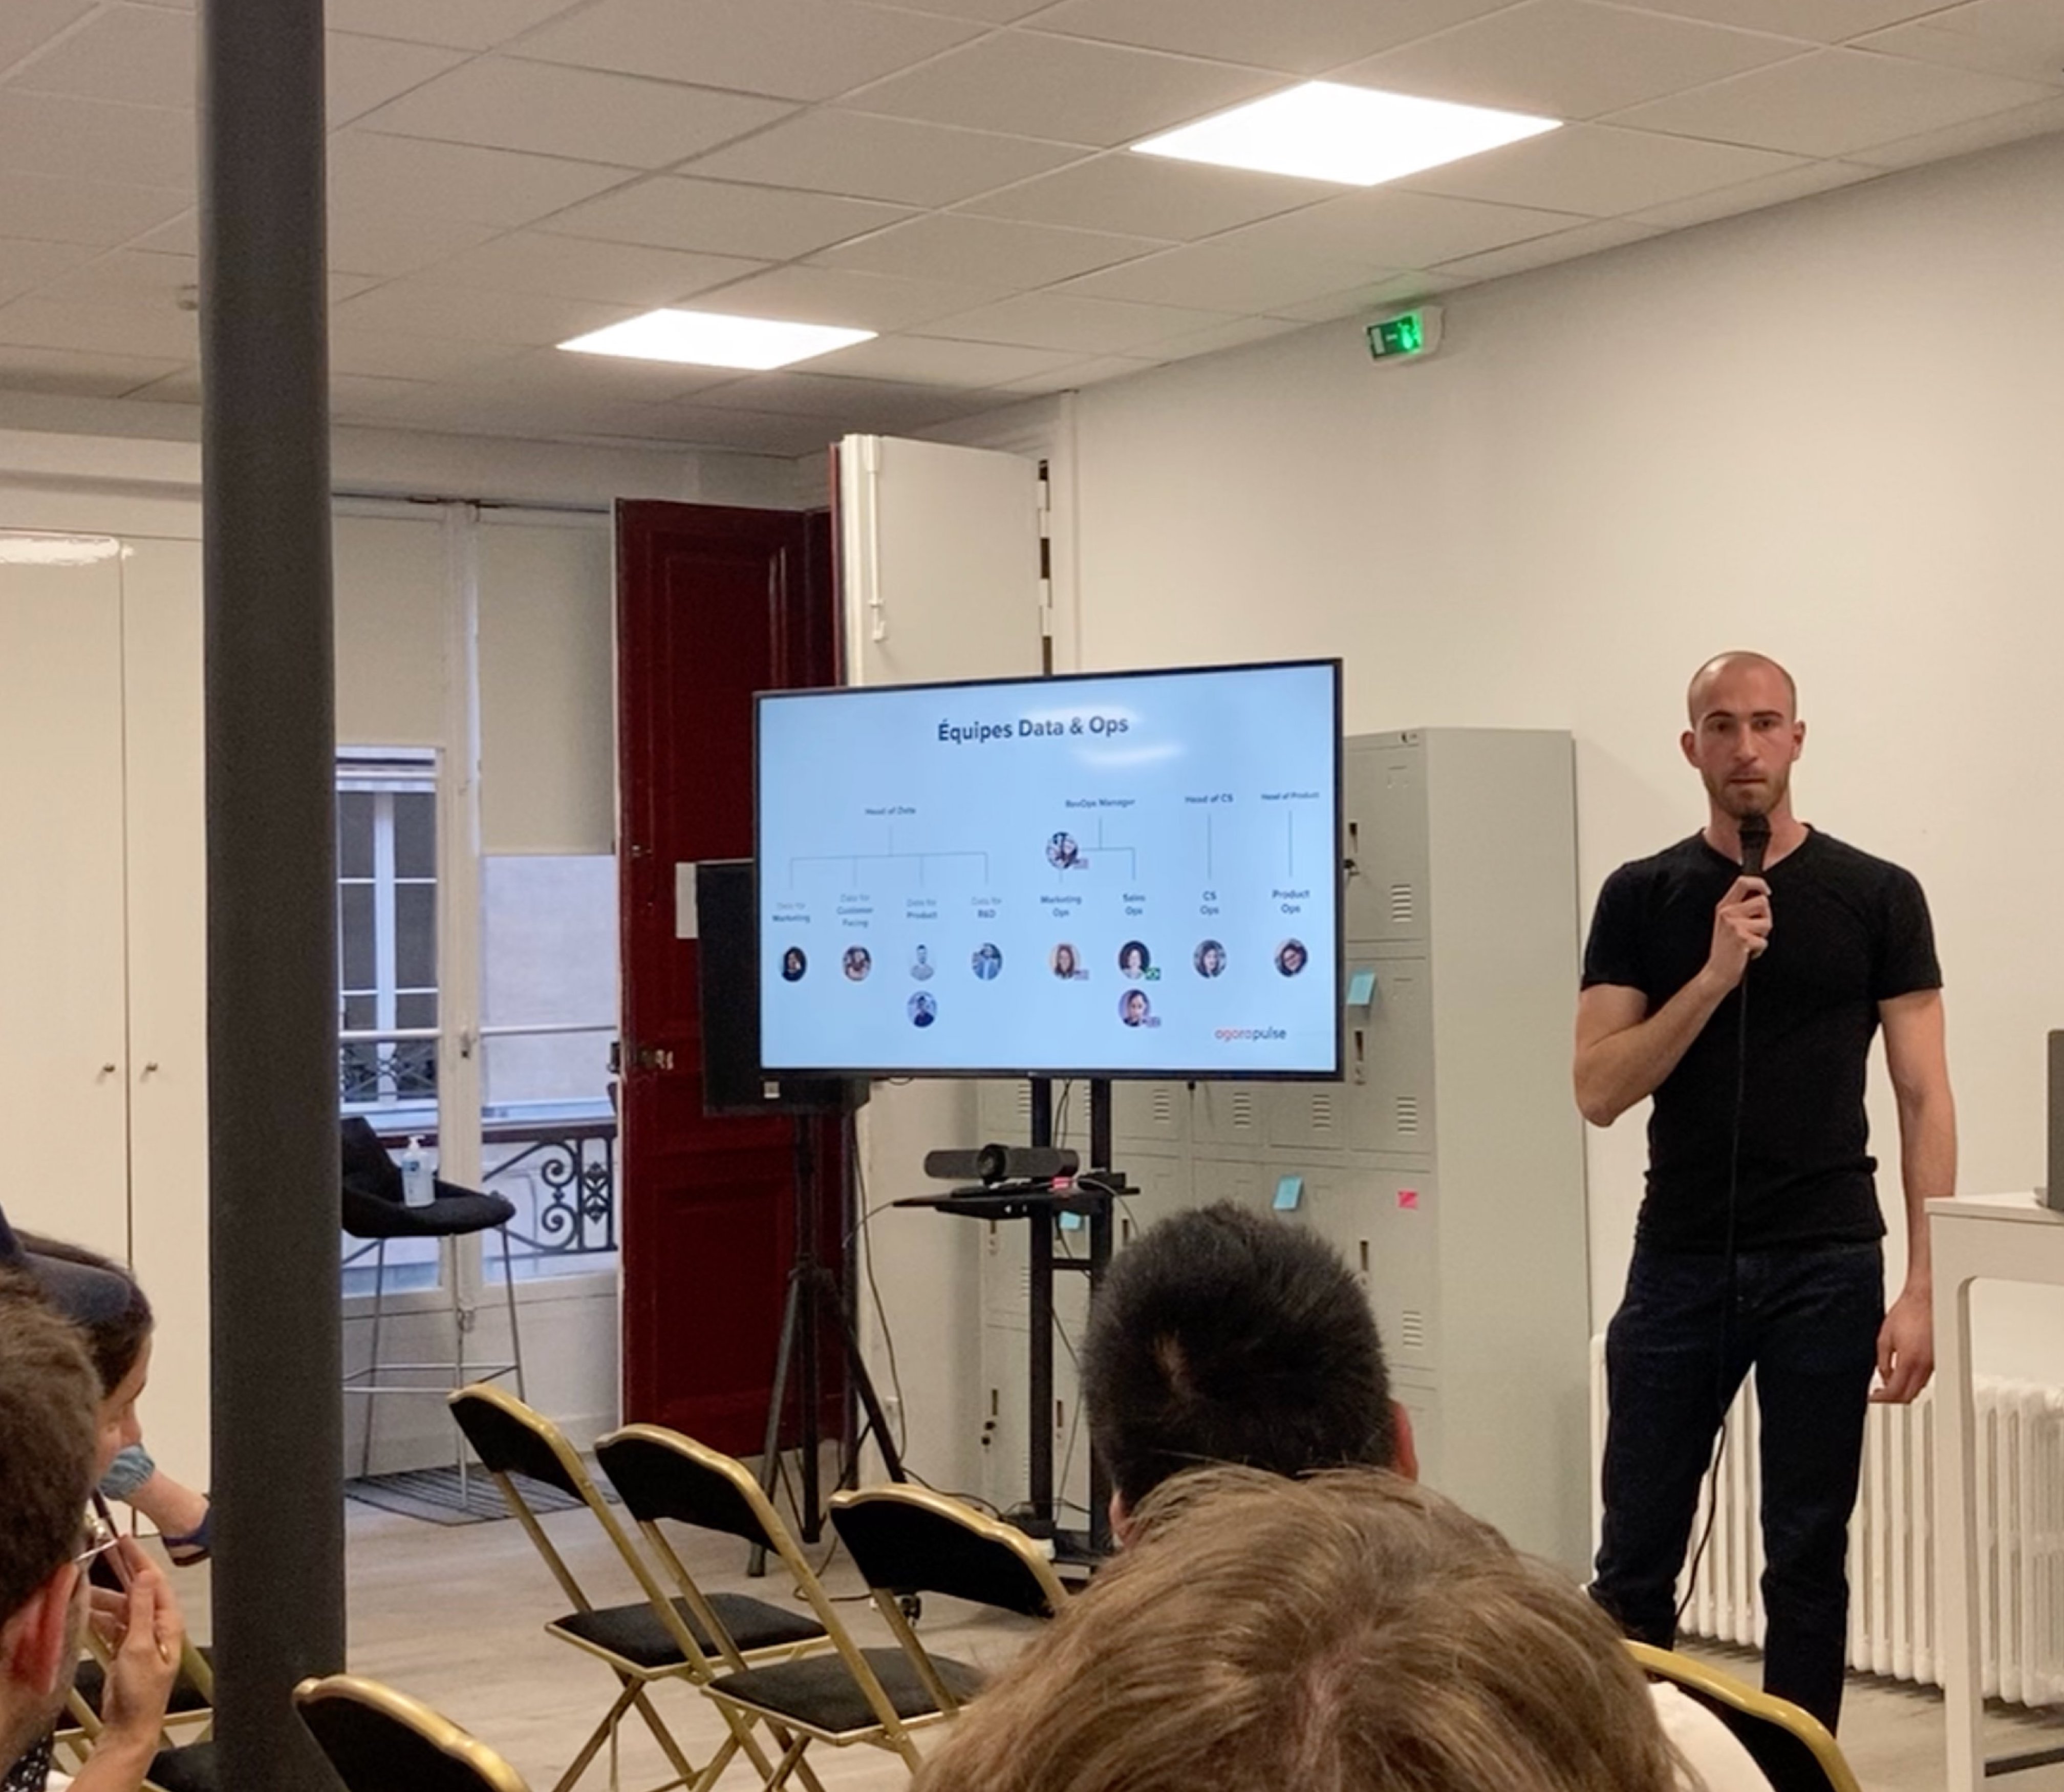 Équipes Data & Ops
Head of Data
RevOps Manager
Head of CS
Head of Product
Data for
Marketing
Data for
Customer
Facing
Data for
Product
Data for
R&D
Marketing
Ops
Sales
Ops
CS
Ops
Product
Ops
agorapulse